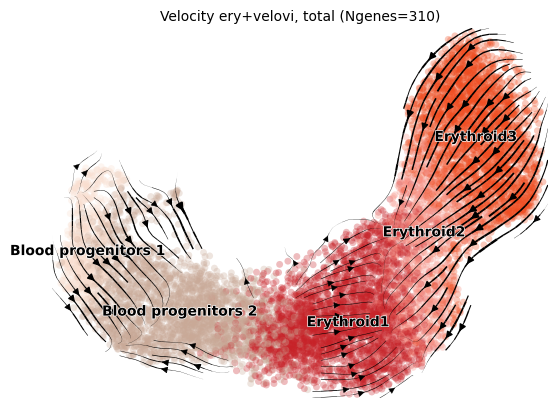 Velocity ery+velovi, total (Ngenes=310)
Erythroid3
Erythroid2
Blood progenitors 1
Blood progenitors 2
Erythroid1